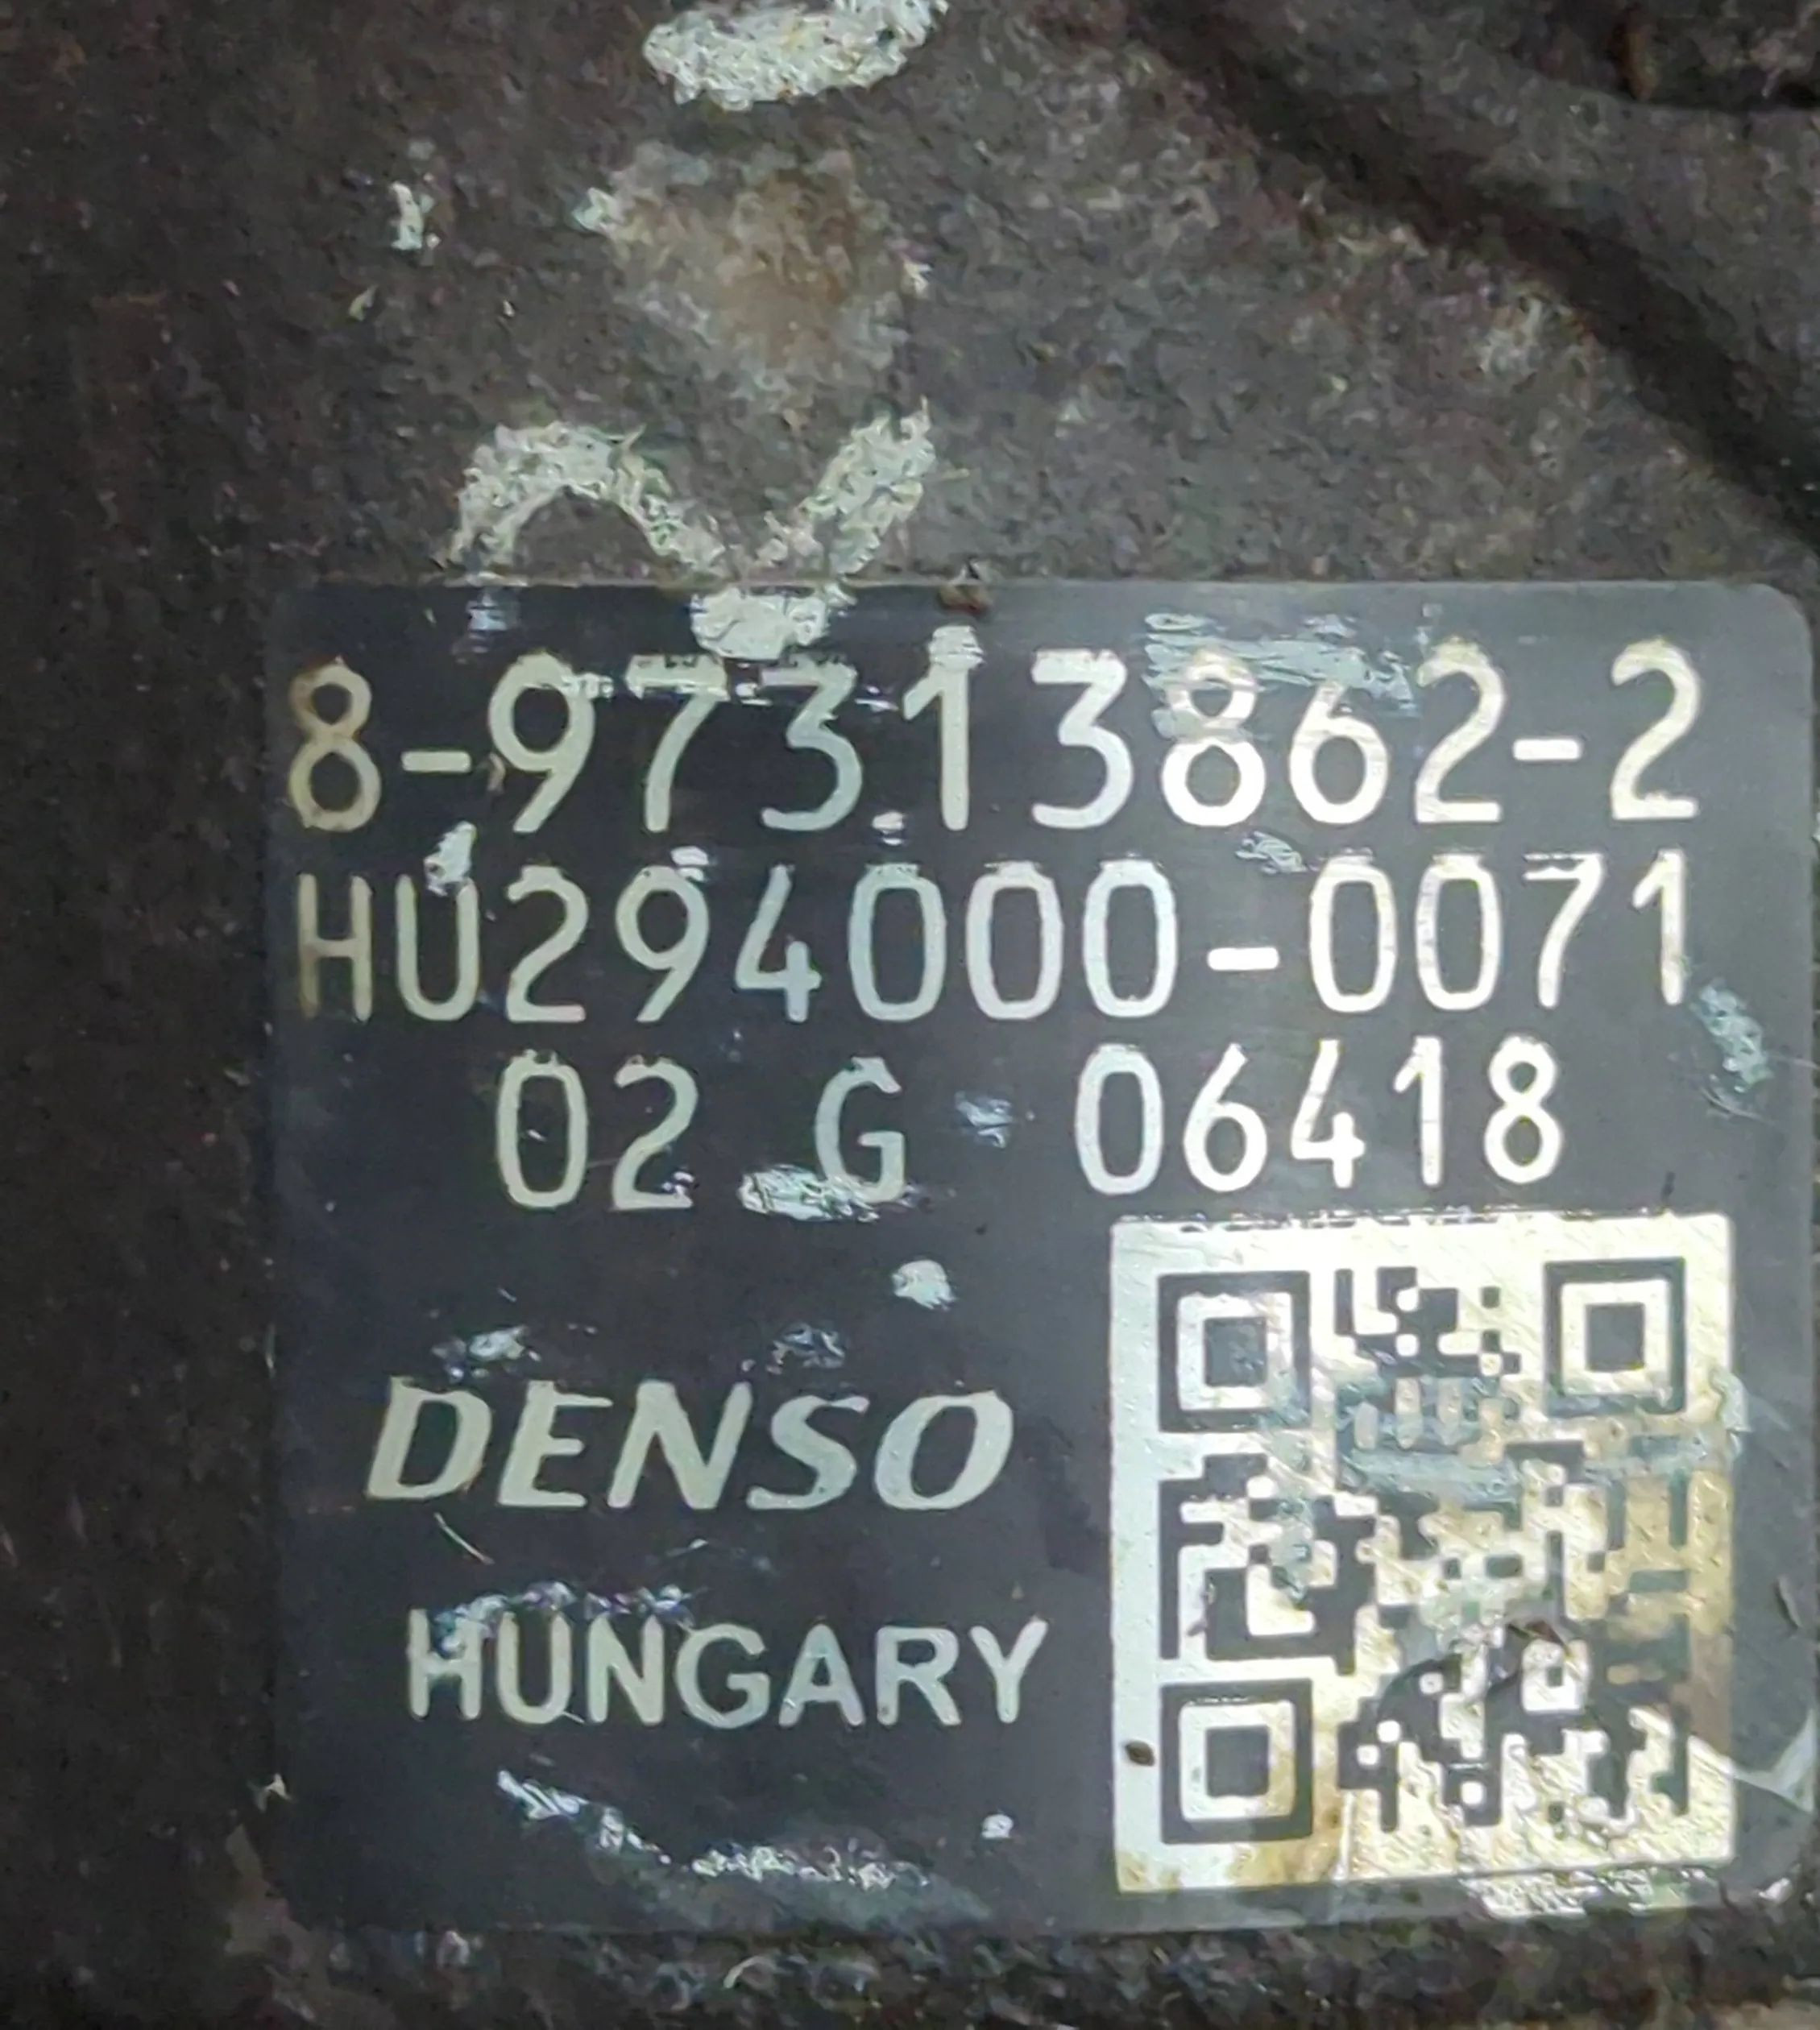 8-97313862-2
HU294000-0071
02 G 06418
DENSO
HUNGARY